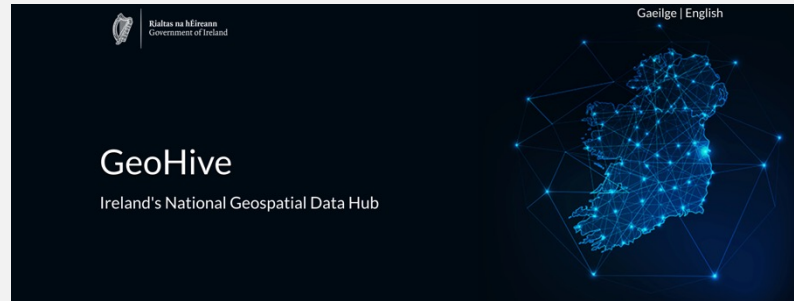 Rialtas na hÉireann
Government of Ireland
Gaeilge | English
GeoHive
Ireland's National Geospatial Data Hub